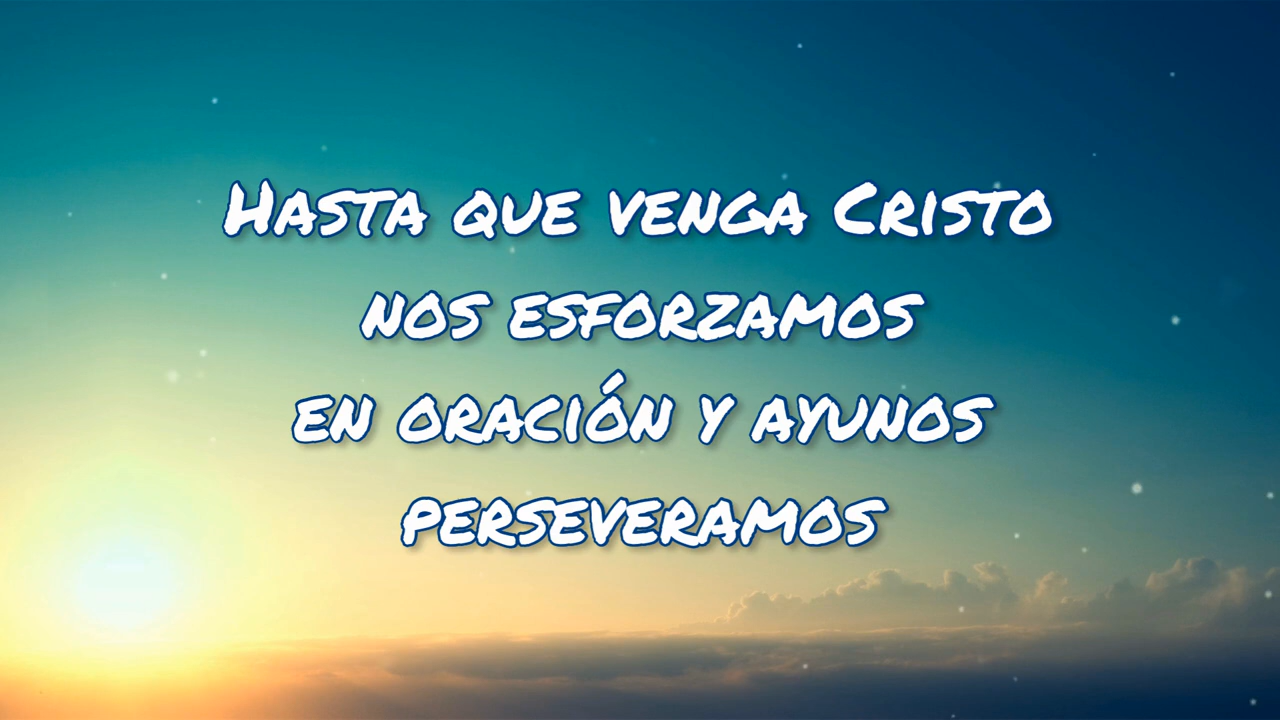 Hasta que venga Cristo
nos esforzamos
en oración y ayunos
perseveramos